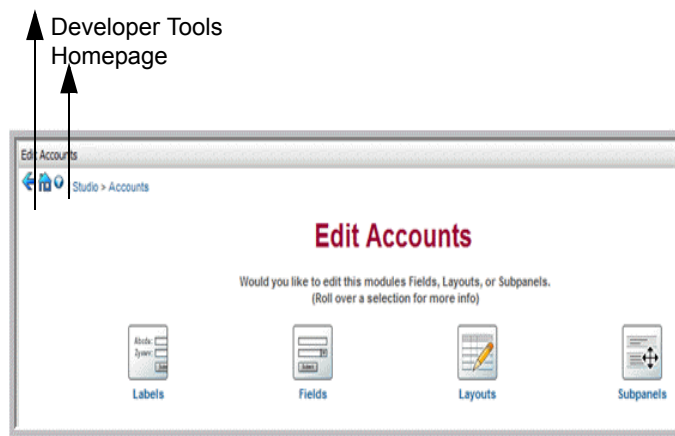 Developer Tools
Homepage
Edit Accounts
Studio > Accounts
Edit Accounts
Would you like to edit this modules Fields, Layouts, or Subpanels.
(Roll over a selection for more info)
Labels Fields Layouts Subpanels